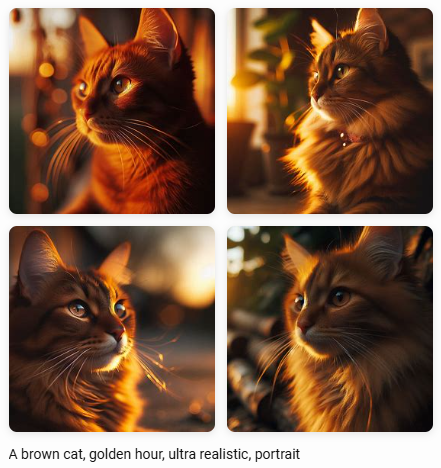 A brown cat, golden hour, ultra realistic, portrait